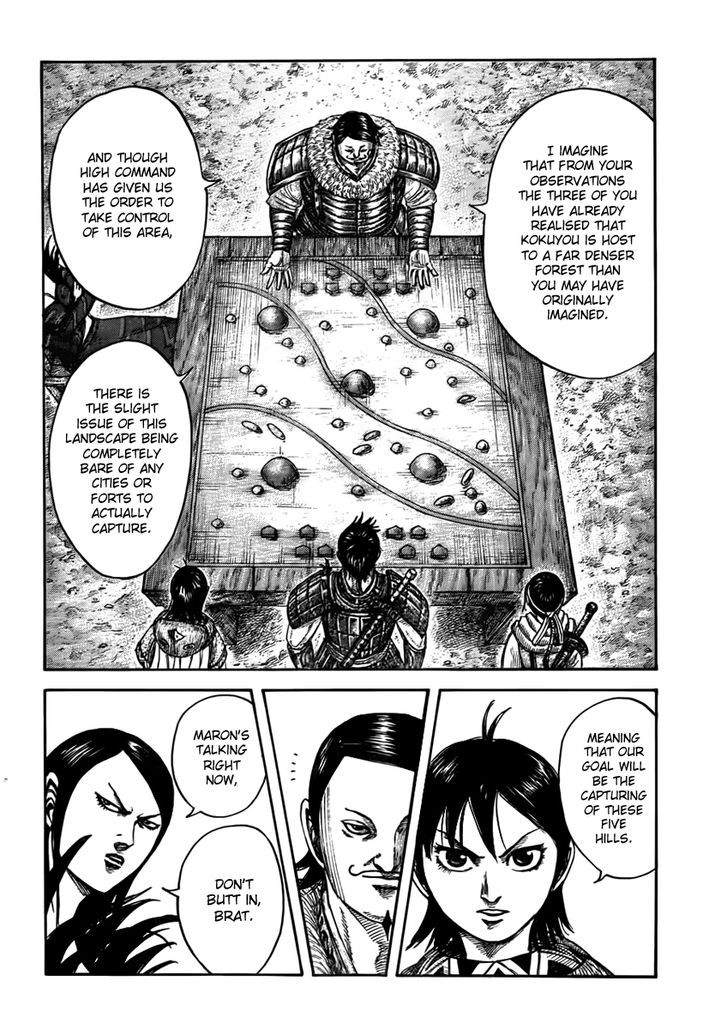 I IMAGINE
THAT FROM YOUR
OBSERVATIONS
THE THREE OF YOU
HAVE ALREADY
REALISED THAT
KOKUYOU IS HOST
TO A FAR DENSER
FOREST THAN
YOU MAY HAVE
ORIGINALLY
IMAGINED.
AND THOUGH
HIGH COMMAND
HAS GIVEN US
THE ORDER TO
TAKE CONTROL
OF THIS AREA,
THERE IS
THE SLIGHT
ISSUE OF THIS
LANDSCAPE BEING
COMPLETELY
BARE OF ANY
CITIES OR
FORTS TO
ACTUALLY
CAPTURE.
MEANING
THAT OUR
GOAL WILL
BE THE
CAPTURING
OF THESE
FIVE
HILLS.
MARON'S
TALKING
RIGHT
NOW,
DON'T
BUTT IN,
BRAT.